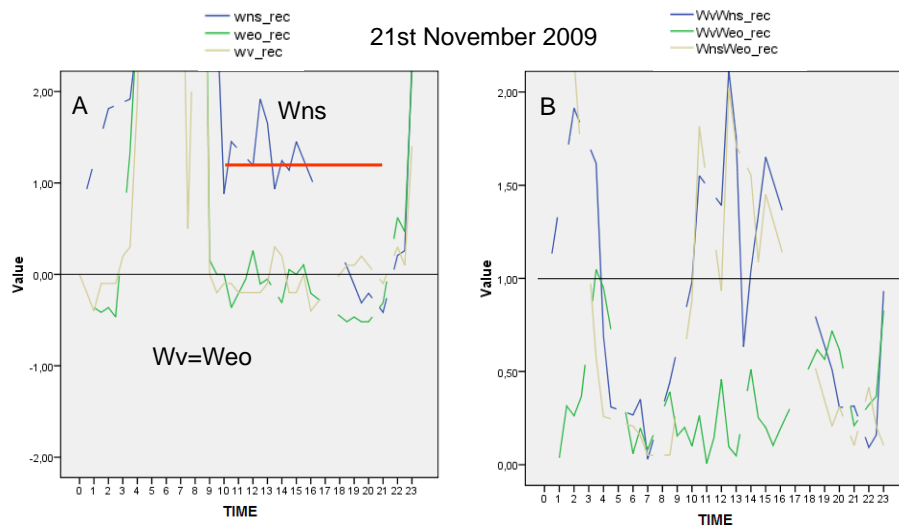 wns_rec
weo_rec
wv_rec
21st November 2009
WvWns_rec
WvWeo_rec
WnsWeo_rec
A
Wns
Wv=Weo
2,00
1,00
0,00
-1,00
-2,00
Value
0 1 2 3 4 5 6 7 8 9 10 11 12 13 14 15 16 18 19 20 21 22 23
TIME
B
2,00
1,50
1,00
0,50
0,00
Value
0 1 2 3 4 5 6 7 8 9 10 11 12 13 14 15 16 18 19 20 21 22 23
TIME